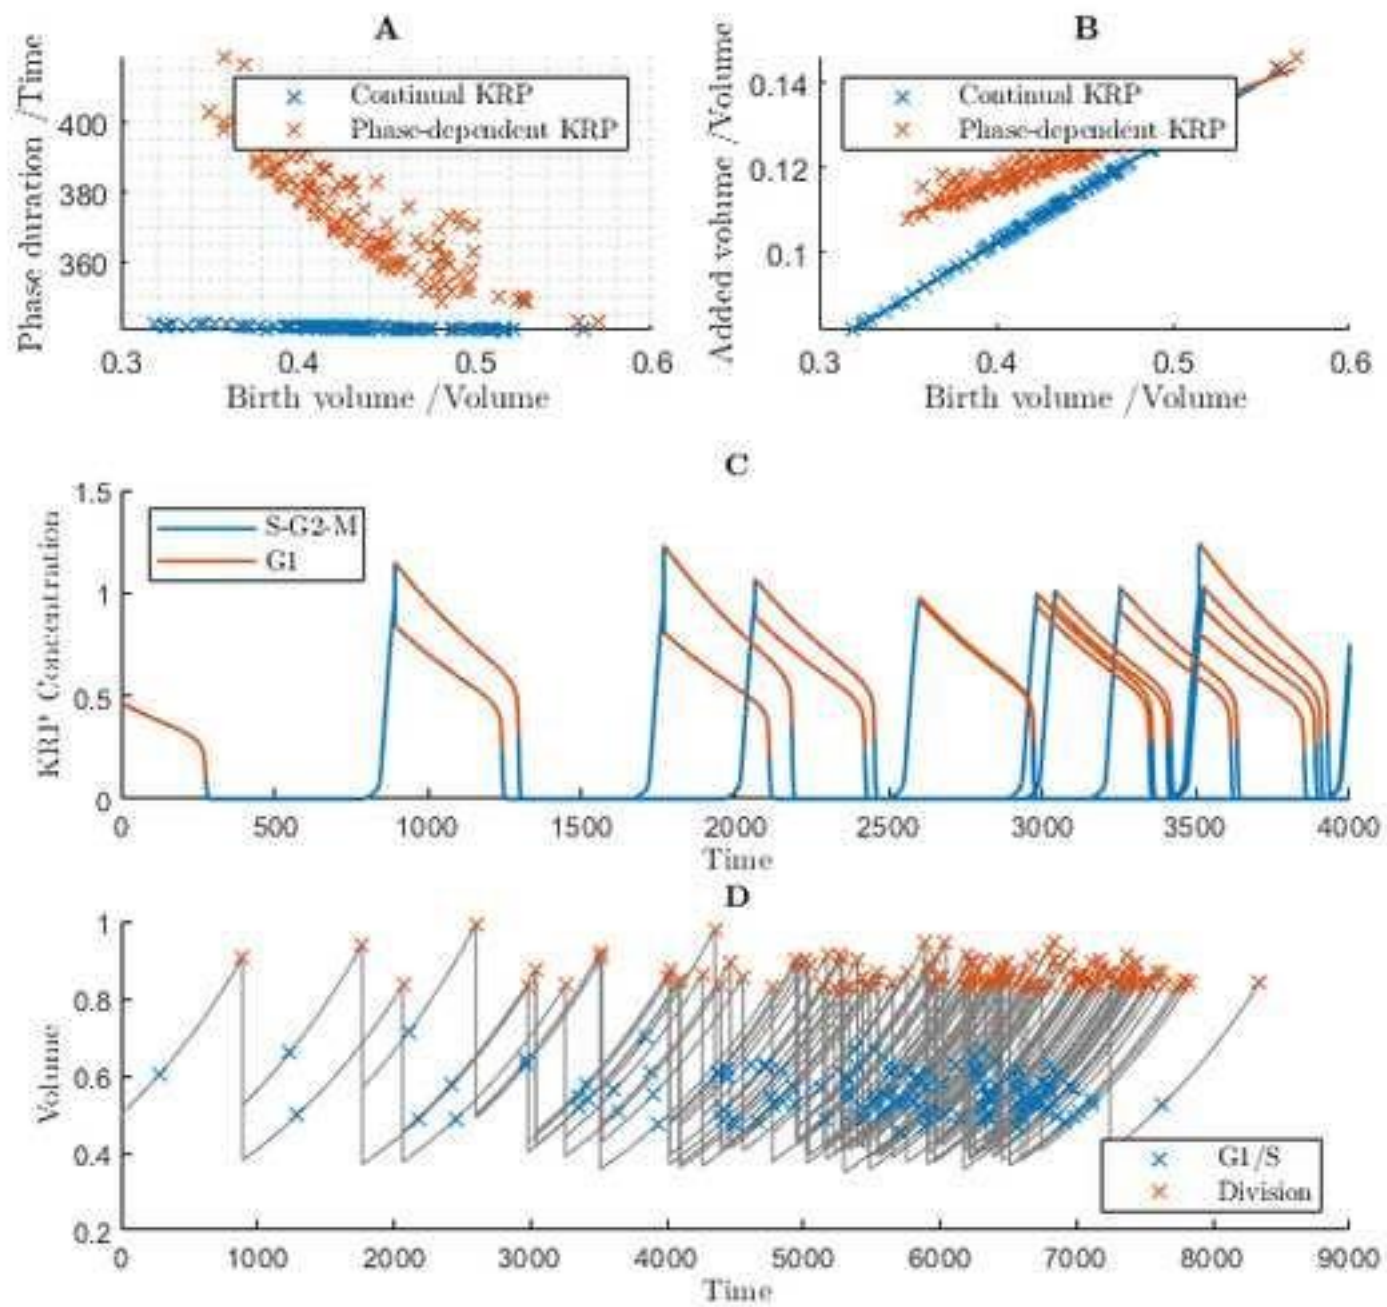 A
Phase duration /Time
400
380
360
Continual KRP
Phase-dependent KRP
0.3 0.4 0.5 0.6
Birth volume /Volume
B
Added volume /Volume
0.14
0.12
0.1
Continual KRP
Phase-dependent KRP
0.3 0.4 0.5 0.6
Birth volume /Volume
C
KRP Concentration
1.5
1
0.5
0
S-G2-M
G1
0 500 1000 1500 2000 2500 3000 3500 4000
Time
D
Volume
1
0.8
0.6
0.4
0.2
G1/S
Division
0 1000 2000 3000 4000 5000 6000 7000 8000 9000
Time